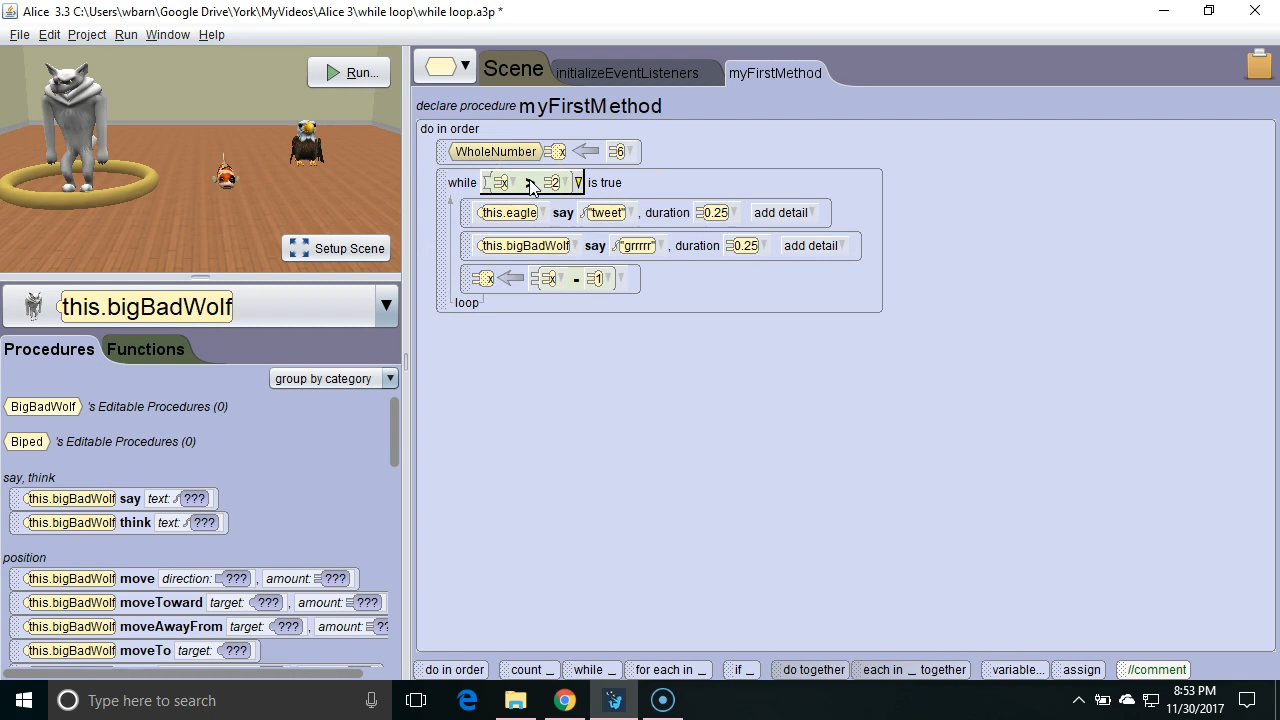 Alice 3.3 C:\Users\wbarn\Google Drive\York\MyVideos\Alice 3\while loop\while loop.a3p *
File Edit Project Run Window Help
Run...
Setup Scene
Scene initializeEventListeners myFirstMethod
declare procedure myFirstMethod
do in order
WholeNumber x 6
while x > 2 is true
this.eagle say "tweet" , duration 0.25 add detail
this.bigBadWolf say "grrrrr" , duration 0.25 add detail
x x - 1
loop
this.bigBadWolf
Procedures Functions
group by category
BigBadWolf 's Editable Procedures (0)
Biped 's Editable Procedures (0)
say, think
this.bigBadWolf say text: ???
this.bigBadWolf think text: ???
position
this.bigBadWolf move direction: ??? , amount: ???
this.bigBadWolf moveToward target: ??? , amount: ???
this.bigBadWolf moveAwayFrom target: ??? , amount: ??
this.bigBadWolf moveTo target: ???
do in order count _ while _ for each in _ if _ do together each in _ together variable... assign //comment
Type here to search
8:53 PM
11/30/2017